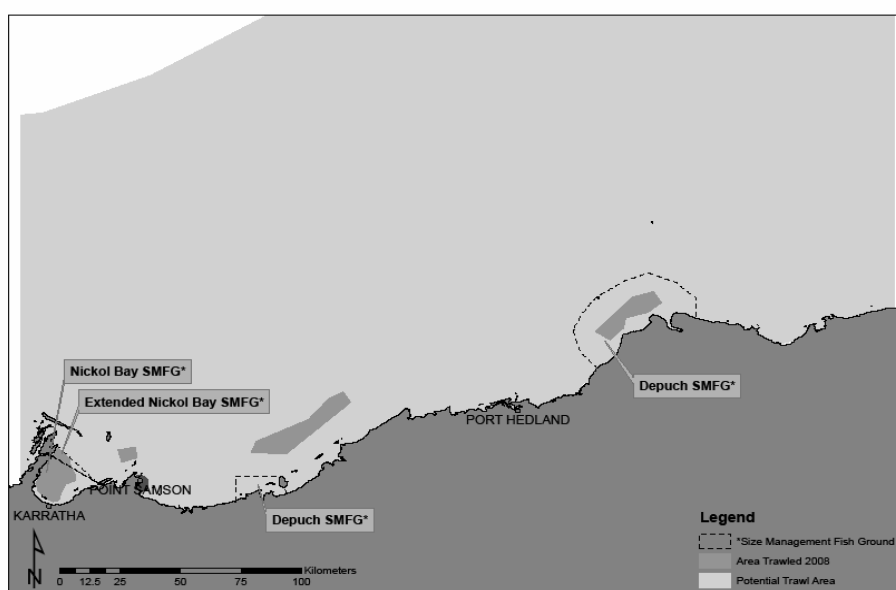 Nickol Bay SMFG*
Extended Nickol Bay SMFG*
Depuch SMFG*
PORT HEDLAND
POINT SAMSON
KARRATHA
Depuch SMFG*
N
Kilometers
0 12.5 25 50 75 100
Legend
*Size Management Fish Ground
Area Trawled 2008
Potential Trawl Area